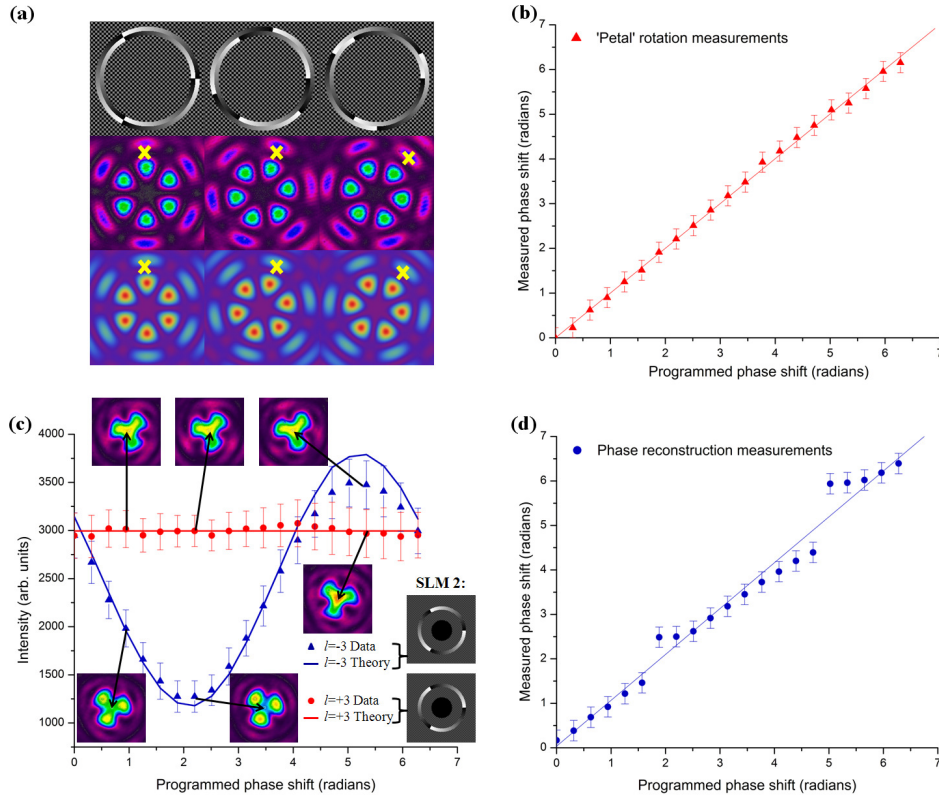 (a)
(b)
'Petal' rotation measurements
Measured phase shift (radians)
7
6
5
4
3
2
1
0
0 1 2 3 4 5 6 7
Programmed phase shift (radians)
(c)
Intensity (arb. units)
4000
3500
3000
2500
2000
1750
1500
1250
1000
SLM 2:
l=-3 Data
l=-3 Theory
l=+3 Data
l=+3 Theory
0 1 2 3 4 5 6 7
Programmed phase shift (radians)
(d)
Phase reconstruction measurements
Measured phase shift (radians)
7
6
5
4
3
2
1
0
0 1 2 3 4 5 6 7
Programmed phase shift (radians)